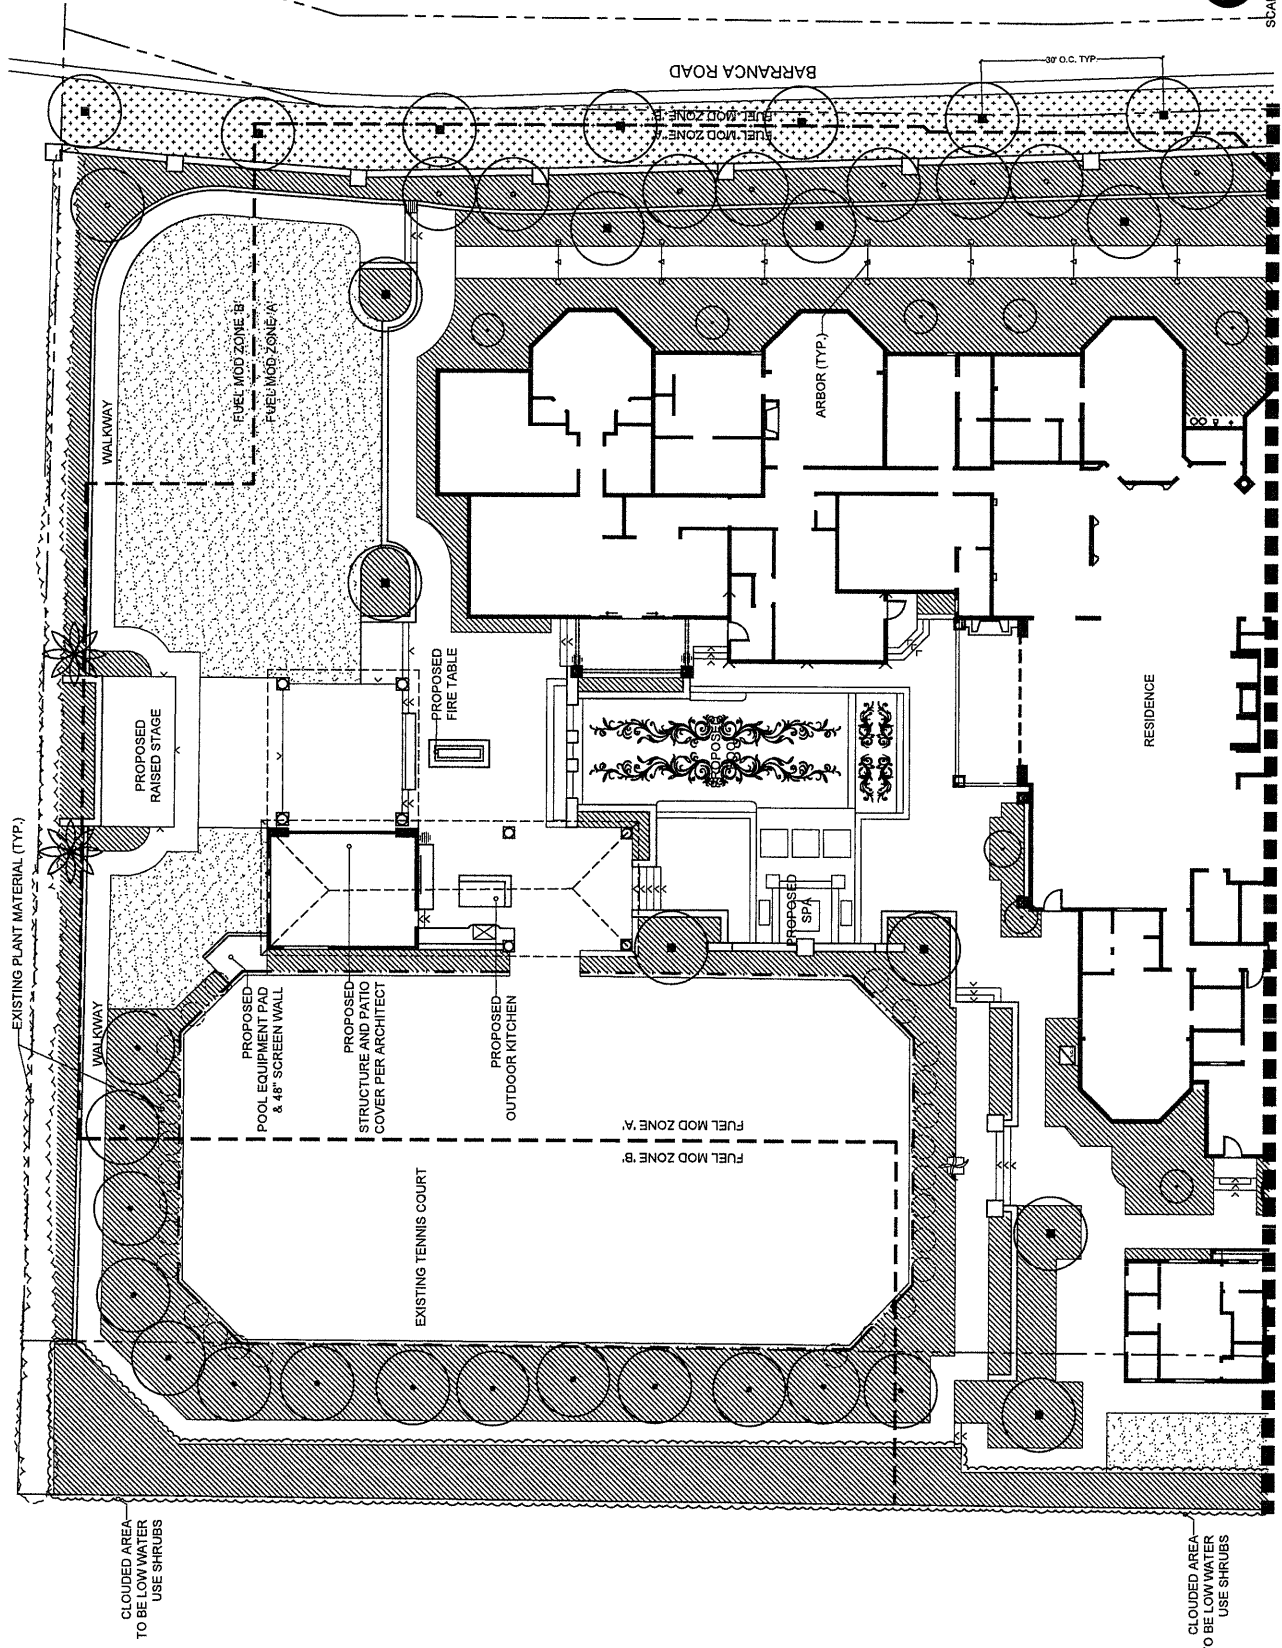 SCAL
BARRANCA ROAD
30' O.C. TYP.
FUEL MOD ZONE 'B'
FUEL MOD ZONE 'A'
FUEL MOD ZONE 'B'
FUEL MOD ZONE 'A'
WALKWAY
ARBOR (TYP.)
PROPOSED
FIRE TABLE
PROPOSED
RAISED STAGE
PROPOSED
POOL
RESIDENCE
EXISTING PLANT MATERIAL (TYP.)
PROPOSED
SPA
WALKWAY
PROPOSED
POOL EQUIPMENT PAD
& 48" SCREEN WALL
PROPOSED
STRUCTURE AND PATIO
COVER PER ARCHITECT
PROPOSED
OUTDOOR KITCHEN
FUEL MOD ZONE 'A'
FUEL MOD ZONE 'B'
EXISTING TENNIS COURT
CLOUDED AREA
TO BE LOW WATER
USE SHRUBS
CLOUDED AREA
TO BE LOW WATER
USE SHRUBS